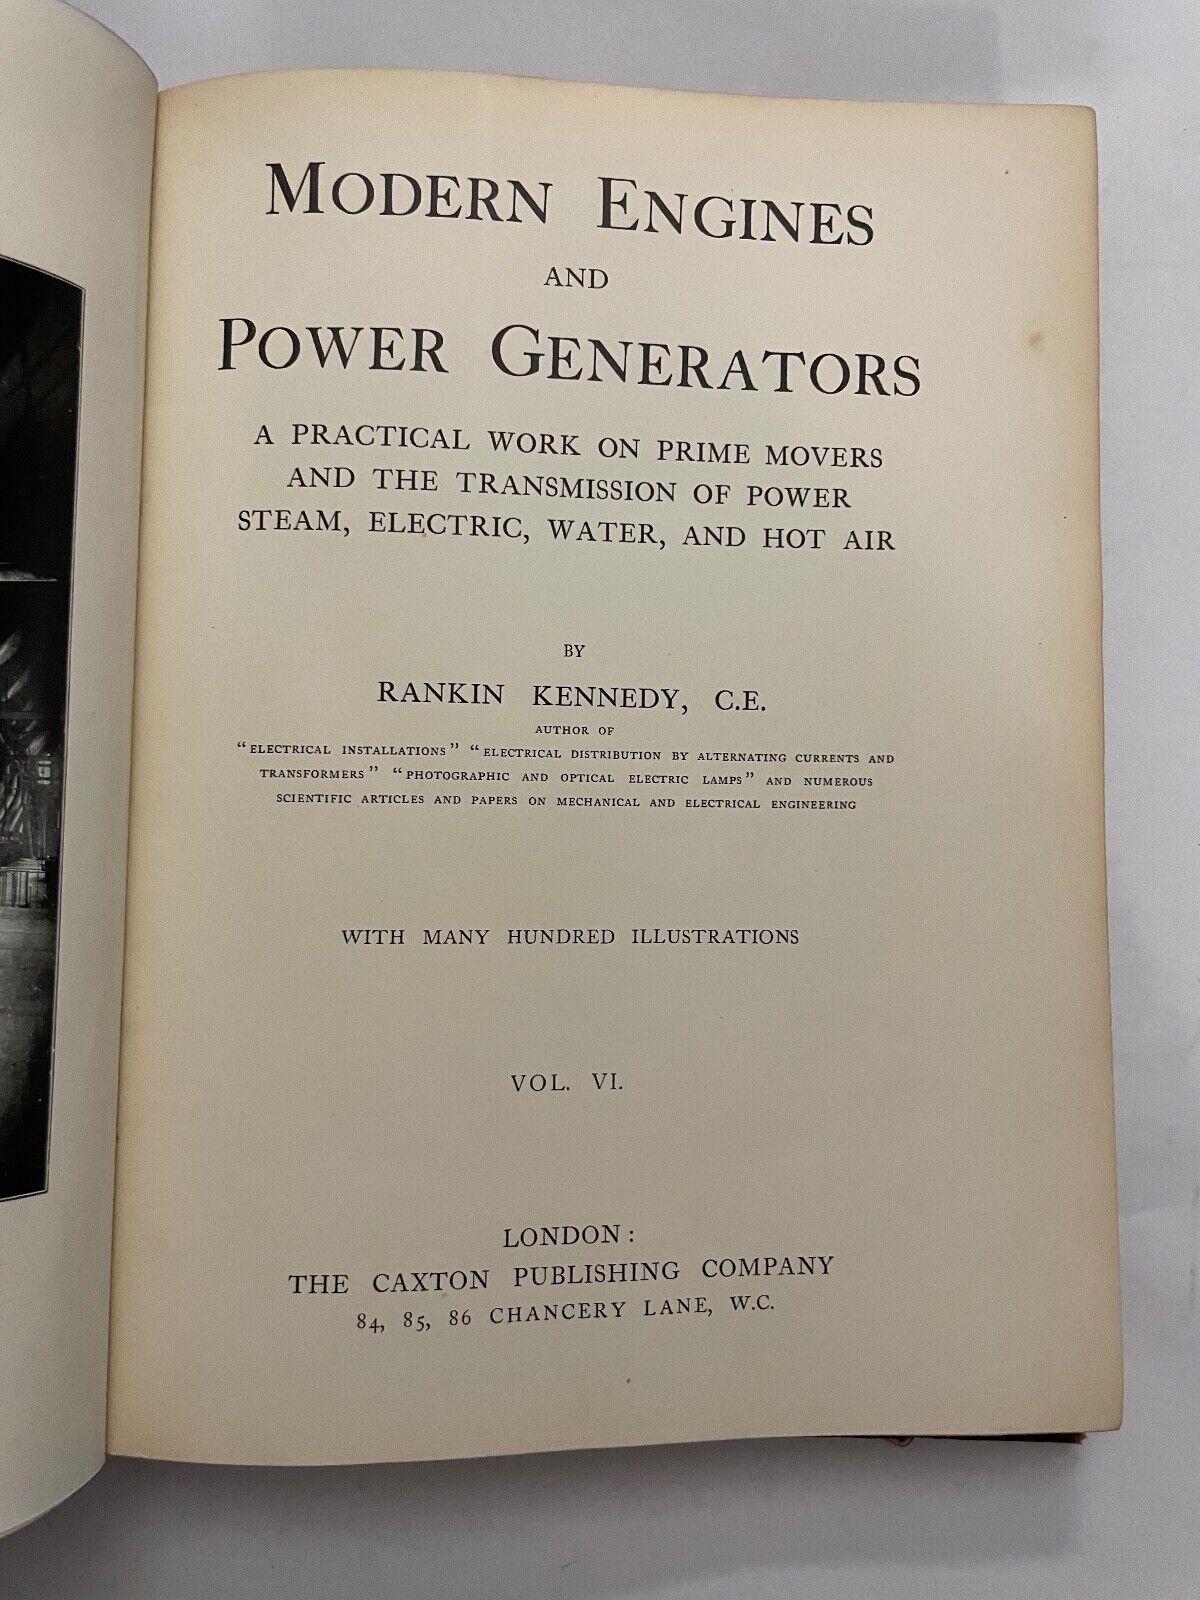 MODERN ENGINES
AND
POWER GENERATORS
A PRACTICAL WORK ON PRIME MOVERS
AND THE TRANSMISSION OF POWER
STEAM, ELECTRIC, WATER, AND HOT AIR
BY
RANKIN KENNEDY, C.E.
AUTHOR OF
“ELECTRICAL INSTALLATIONS” “ELECTRICAL DISTRIBUTION BY ALTERNATING CURRENTS AND
TRANSFORMERS” “PHOTOGRAPHIC AND OPTICAL ELECTRIC LAMPS” AND NUMEROUS
SCIENTIFIC ARTICLES AND PAPERS ON MECHANICAL AND ELECTRICAL ENGINEERING
WITH MANY HUNDRED ILLUSTRATIONS
VOL. VI.
LONDON:
THE CAXTON PUBLISHING COMPANY
84, 85, 86 CHANCERY LANE, W.C.